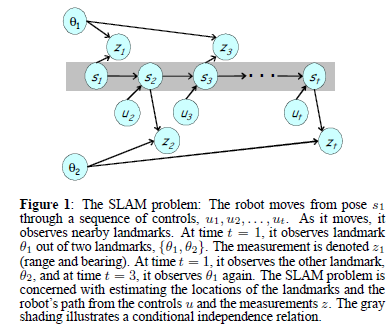 θ1
z1
z3
s1
s2
s3
st
u2
u3
ut
z2
zt
θ2
Figure 1: The SLAM problem: The robot moves from pose s1
through a sequence of controls, u1, u2, . . . , ut. As it moves, it
observes nearby landmarks. At time t = 1, it observes landmark
θ1 out of two landmarks, {θ1, θ2}. The measurement is denoted z1
(range and bearing). At time t = 1, it observes the other landmark,
θ2, and at time t = 3, it observes θ1 again. The SLAM problem is
concerned with estimating the locations of the landmarks and the
robot's path from the controls u and the measurements z. The gray
shading illustrates a conditional independence relation.